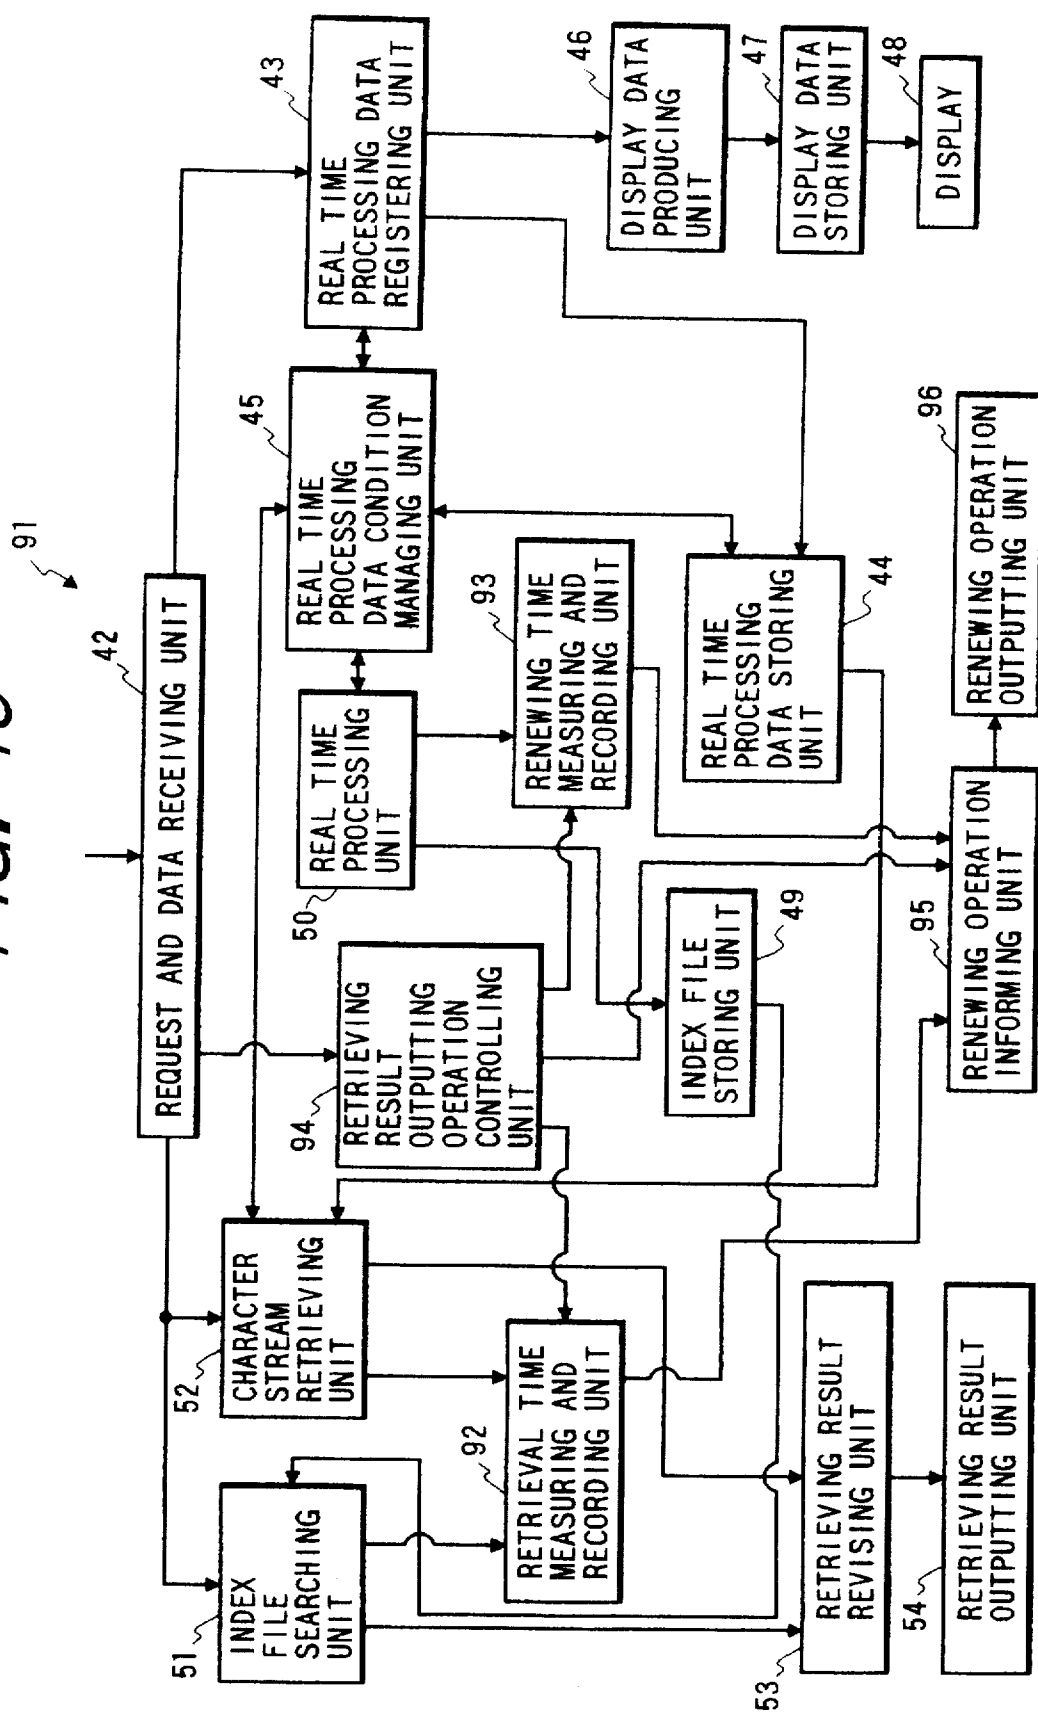 91
42
REQUEST AND DATA RECEIVING UNIT
43
REAL TIME
PROCESSING DATA
REGISTERING UNIT
45
REAL TIME
PROCESSING
DATA CONDITION
MANAGING UNIT
46
DISPLAY DATA
PRODUCING
UNIT
47
DISPLAY DATA
STORING UNIT
48
DISPLAY
50
REAL TIME
PROCESSING
UNIT
93
RENEWING TIME
MEASURING AND
RECORDING UNIT
44
REAL TIME
PROCESSING
DATA STORING
UNIT
94
RETRIEVING
RESULT
OUTPUTTING
OPERATION
CONTROLLING
UNIT
49
INDEX FILE
STORING UNIT
95
RENEWING OPERATION
INFORMING UNIT
96
RENEWING OPERATION
OUTPUTTING UNIT
52
CHARACTER
STREAM
RETRIEVING
UNIT
51
INDEX
FILE
SEARCHING
UNIT
92
RETRIEVAL TIME
MEASURING AND
RECORDING UNIT
53
RETRIEVING RESULT
REVISING UNIT
54
RETRIEVING RESULT
OUTPUTTING UNIT